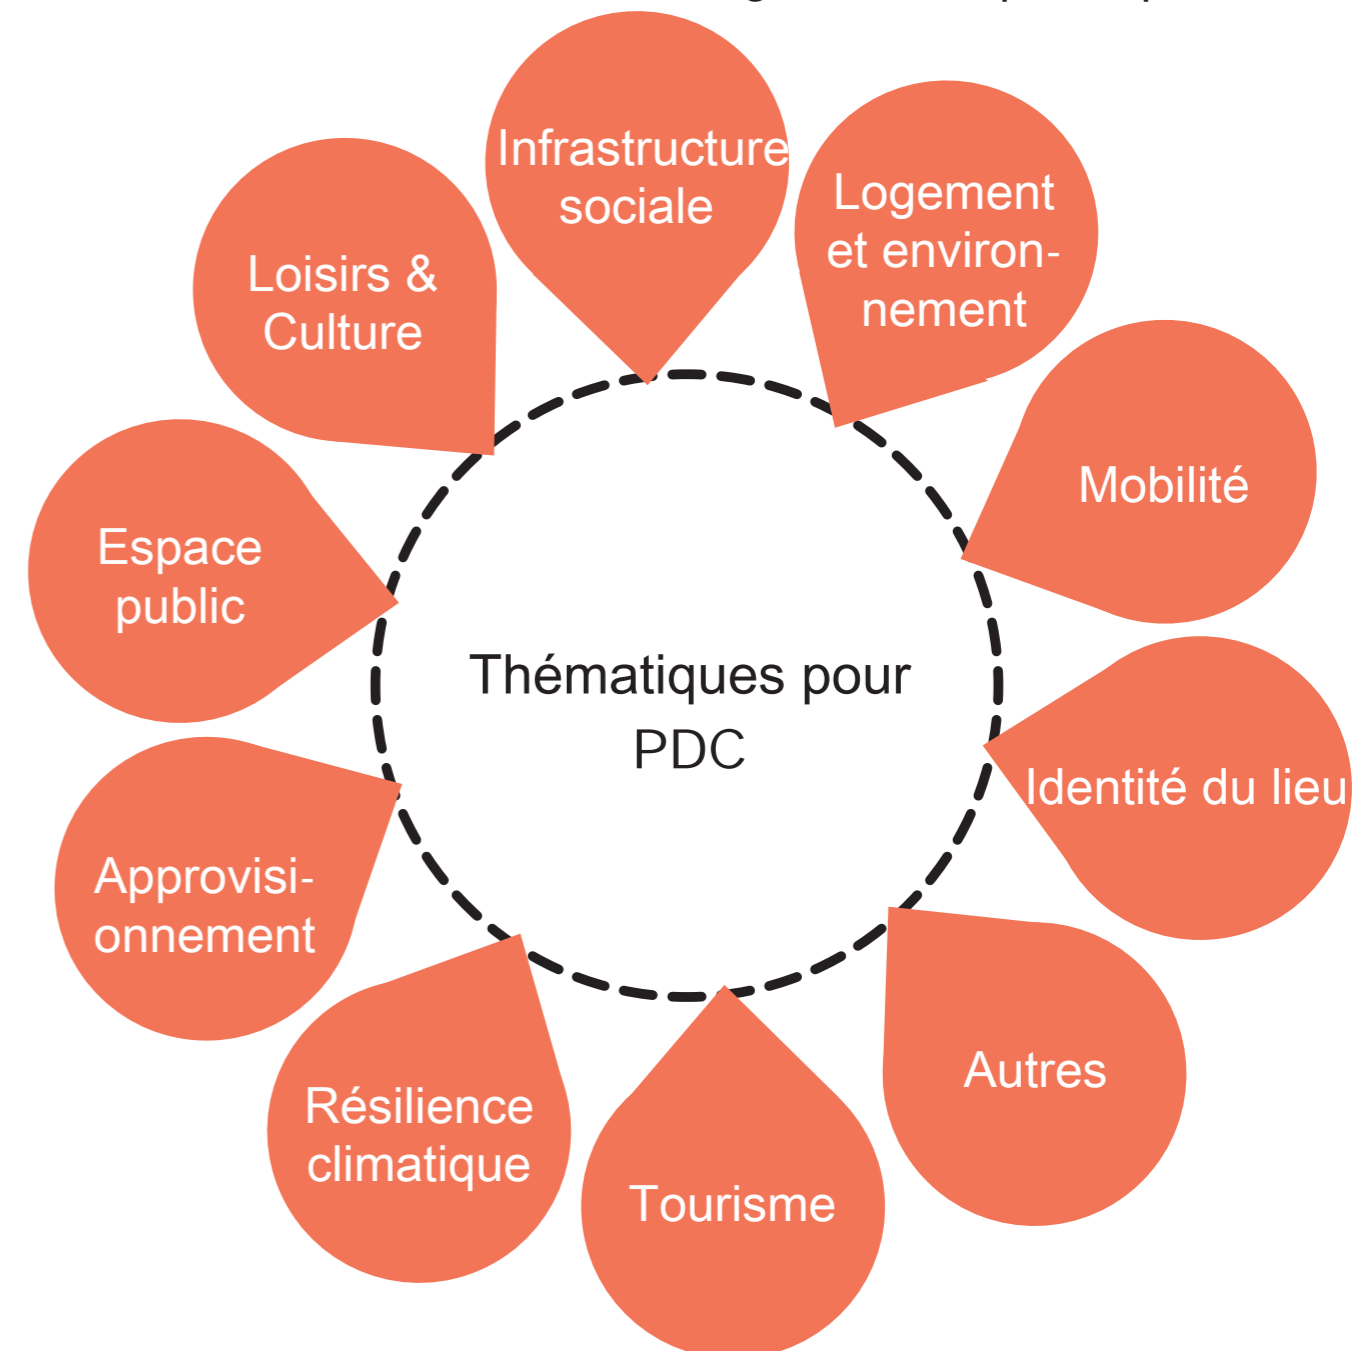 Infrastructure
sociale
Logement
et environ-
nement
Mobilité
Identité du lieu
Autres
Tourisme
Résilience
climatique
Approvisi-
onnement
Espace
public
Loisirs &
Culture
Thématiques pour
PDC